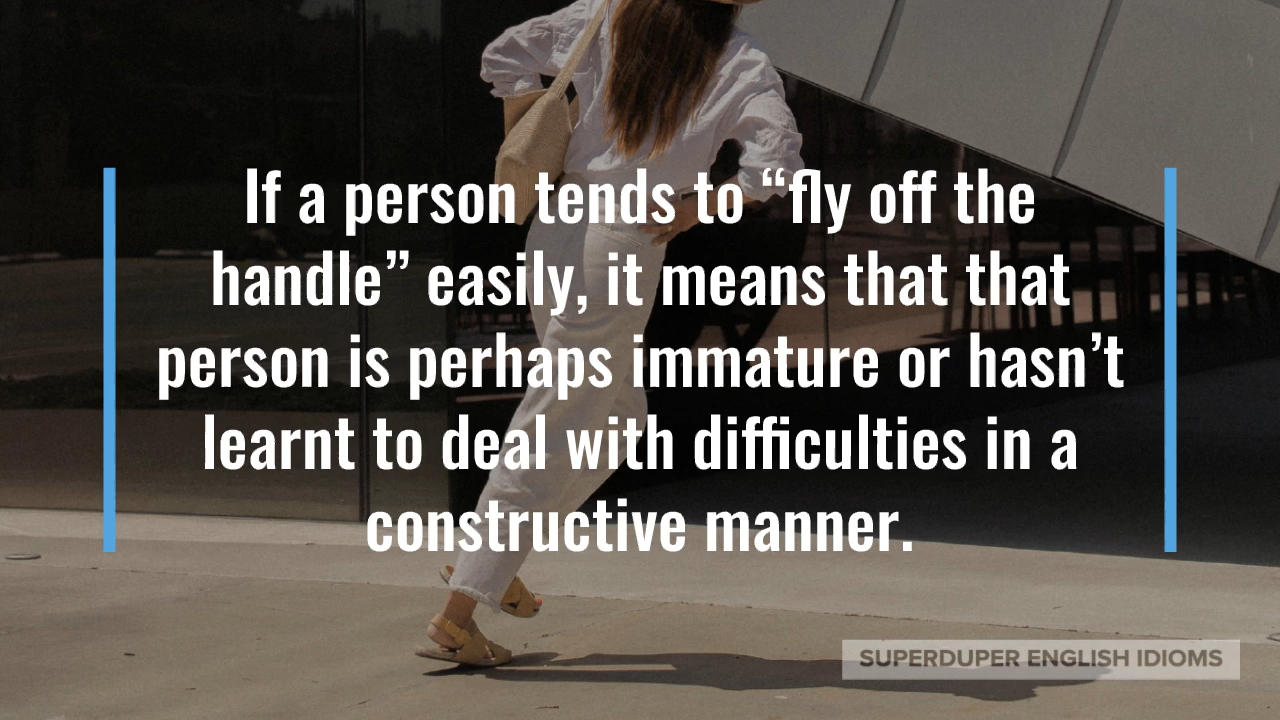 If a person tends to “fly off the
handle” easily, it means that that
person is perhaps immature or hasn’t
learnt to deal with difficulties in a
constructive manner.
SUPERDUPER ENGLISH IDIOMS